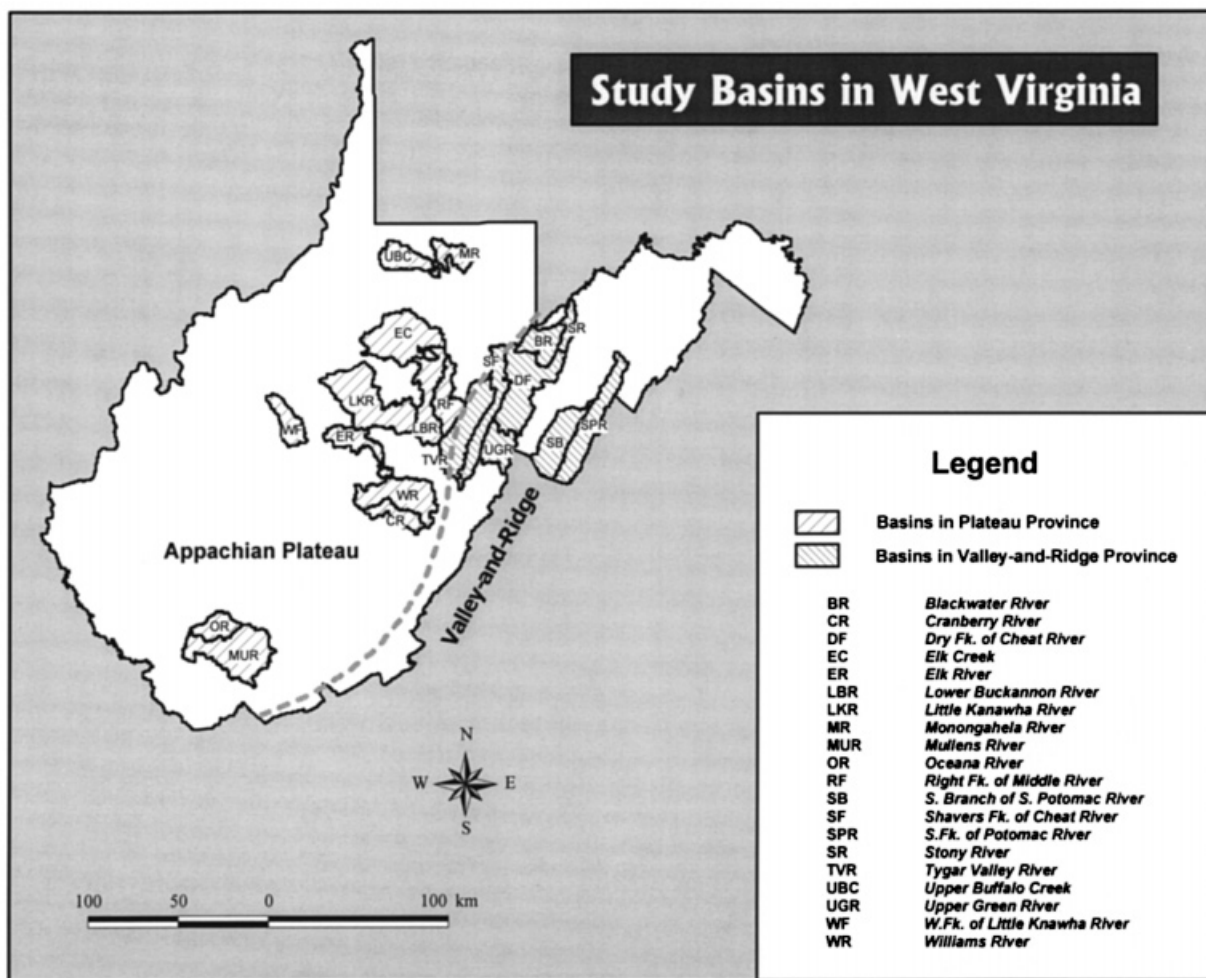 Study Basins in West Virginia
UBC
MR
EC
SR
BR
SF
DF
LKR
RF
WF
ER
LBR
SPR
SB
UGR
TVR
WR
CR
Appachian Plateau
Valley-and-Ridge
OR
MUR
N
W E
S
100 50 0 100 km
Legend
Basins in Plateau Province
Basins in Valley-and-Ridge Province
BR Blackwater River
CR Cranberry River
DF Dry Fk. of Cheat River
EC Elk Creek
ER Elk River
LBR Lower Buckannon River
LKR Little Kanawha River
MR Monongahela River
MUR Mullens River
OR Oceana River
RF Right Fk. of Middle River
SB S. Branch of S. Potomac River
SF Shavers Fk. of Cheat River
SPR S.Fk. of Potomac River
SR Stony River
TVR Tygar Valley River
UBC Upper Buffalo Creek
UGR Upper Green River
WF W.Fk. of Little Knawha River
WR Williams River